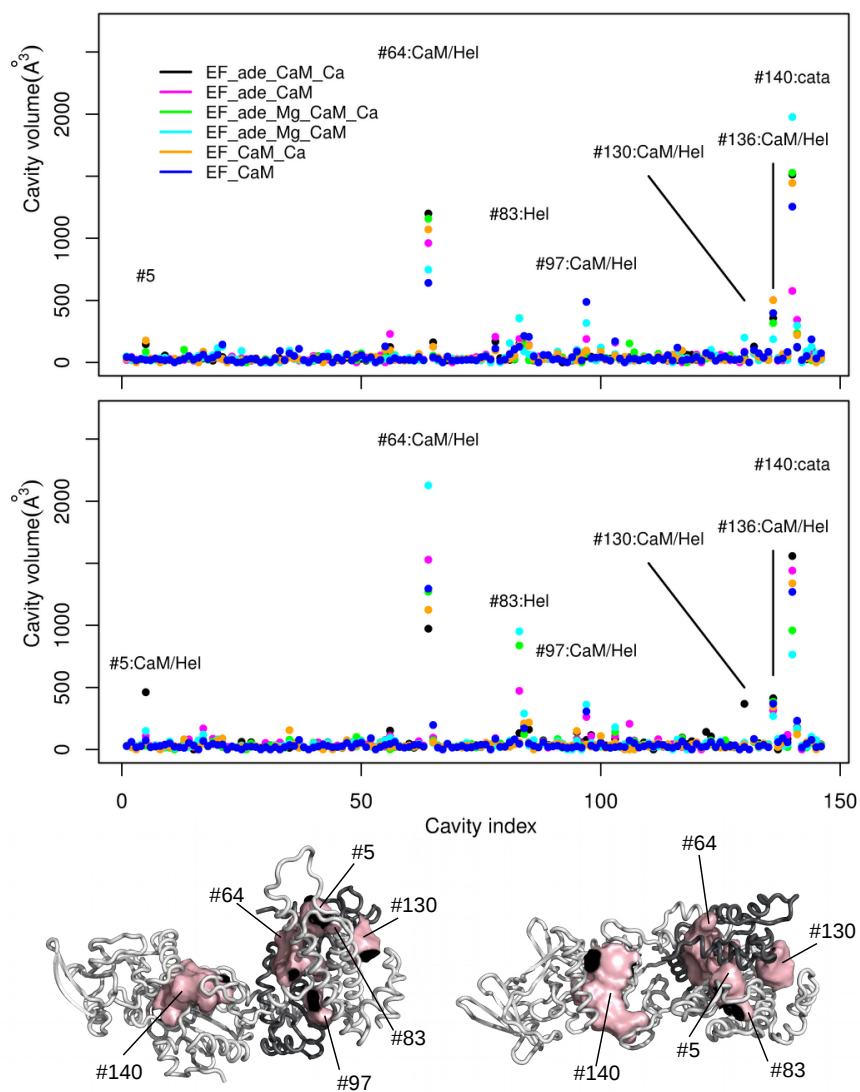 #64:CaM/Hel
EF_ade_CaM_Ca
EF_ade_CaM
EF_ade_Mg_CaM_Ca
EF_ade_Mg_CaM
EF_CaM_Ca
EF_CaM
#140:cata
#136:CaM/Hel
#130:CaM/Hel
#83:Hel
#97:CaM/Hel
#5
Cavity volume(Å³)
2000
1000
500
0
#64:CaM/Hel
#140:cata
#136:CaM/Hel
#130:CaM/Hel
#83:Hel
#97:CaM/Hel
#5:CaM/Hel
Cavity volume(Å³)
2000
1000
500
0
0 50 100 150
Cavity index
#5
#64
#130
#83
#140
#97
#64
#130
#5
#140
#83